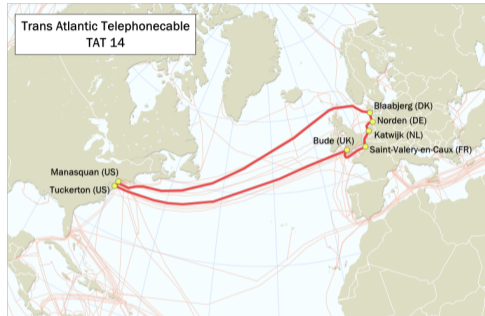 Trans Atlantic Telephonecable
TAT 14
Blaabjerg (DK)
Norden (DE)
Katwijk (NL)
Bude (UK)
Saint-Valery-en-Caux (FR)
Manasquan (US)
Tuckerton (US)